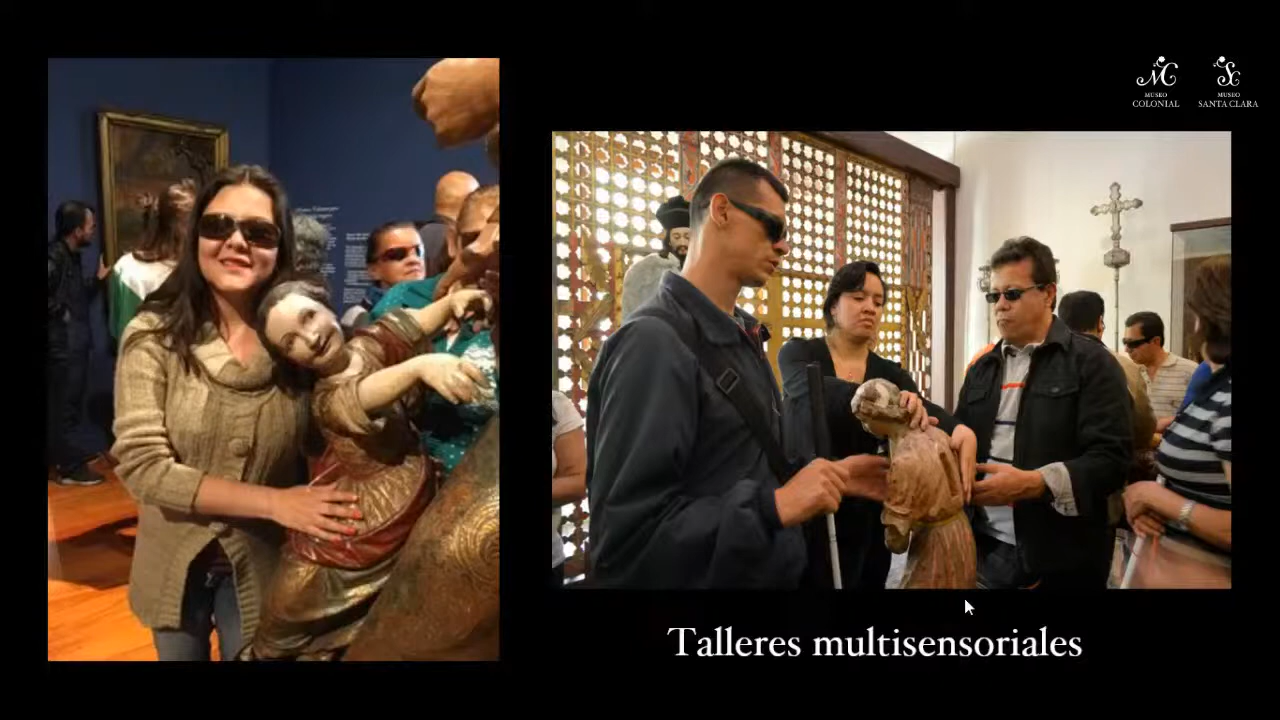 MUSEO
COLONIAL
MUSEO
SANTA CLARA
Talleres multisensoriales